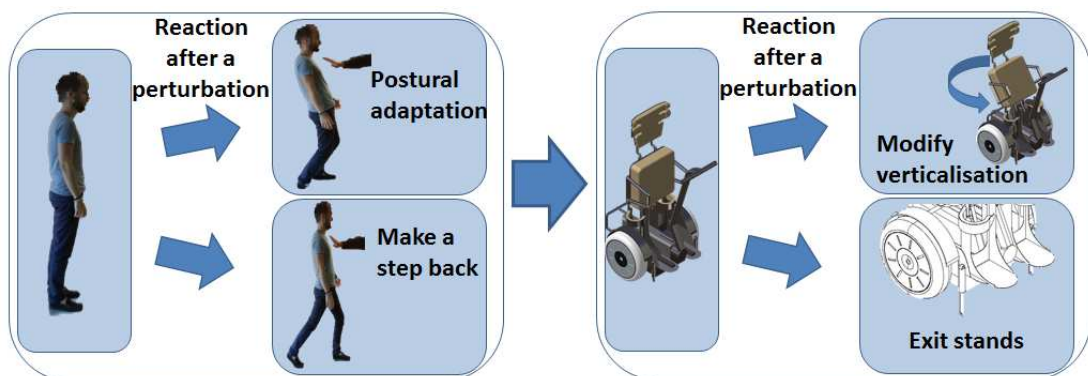 Reaction
after a
perturbation
Postural
adaptation
Make a
step back
Reaction
after a
perturbation
Modify
verticalisation
Exit stands